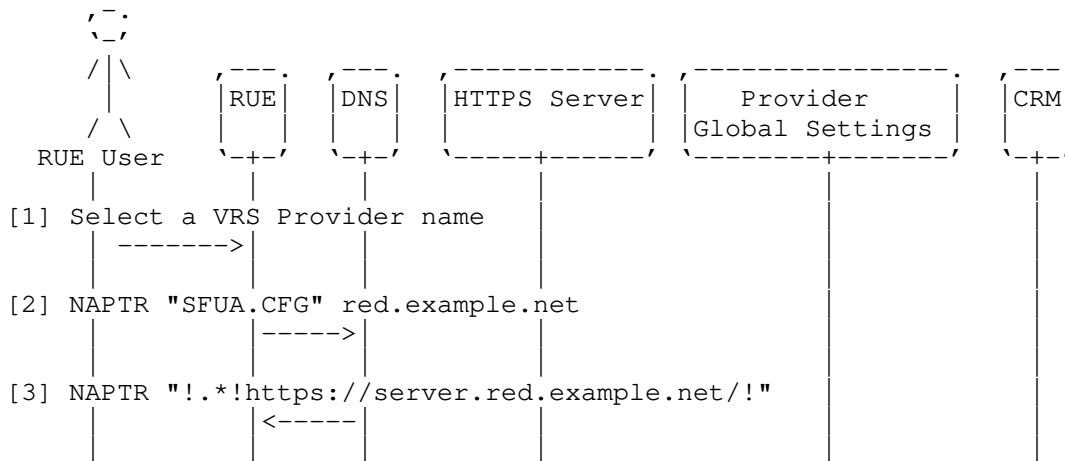 RUE DNS HTTPS Server Provider CRM
Global Settings
RUE User
[1] Select a VRS Provider name
[2] NAPTR "SFUA.CFG" red.example.net
[3] NAPTR "!.*!https://server.red.example.net/!"